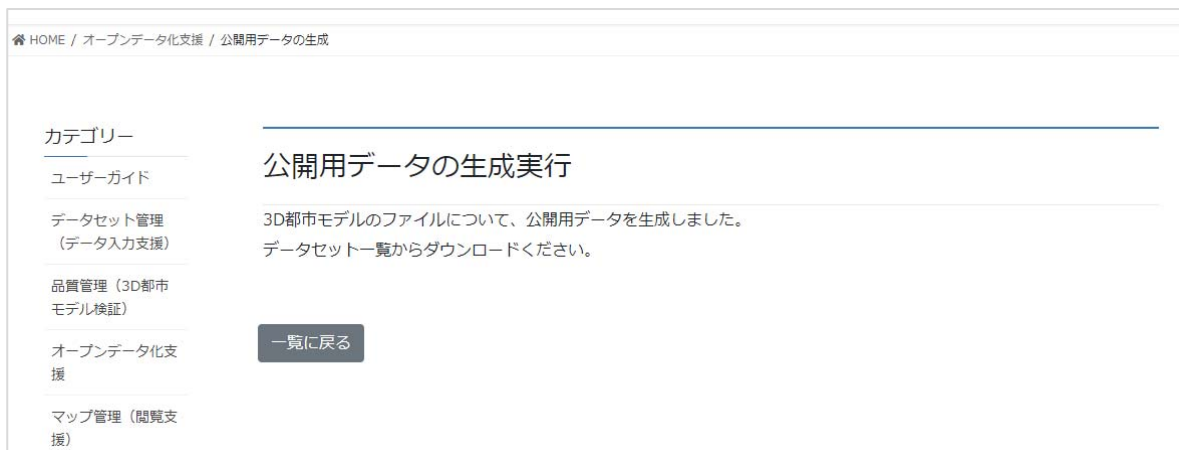 HOME / オープンデータ化支援 / 公開用データの生成
カテゴリー
ユーザーガイド
データセット管理
（データ入力支援）
品質管理（3D都市
モデル検証）
オープンデータ化支
援
マップ管理（閲覧支
援）
公開用データの生成実行
3D都市モデルのファイルについて、公開用データを生成しました。
データセット一覧からダウンロードください。
一覧に戻る